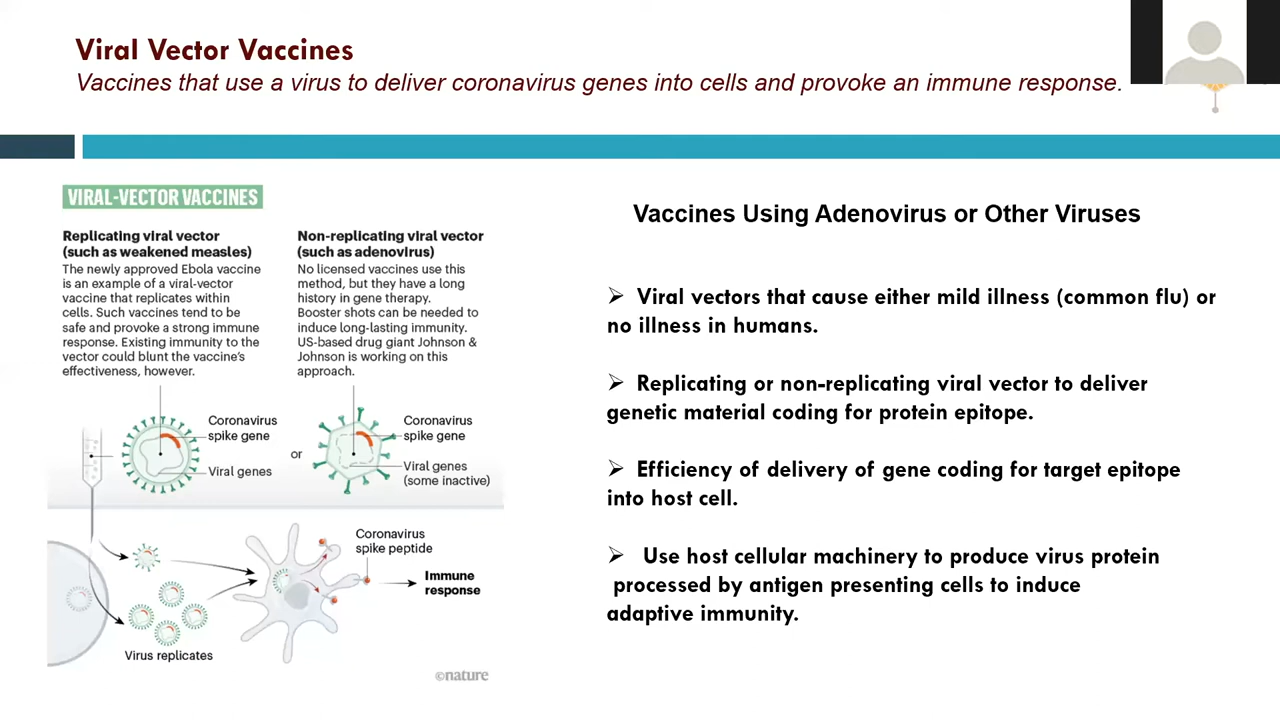 Viral Vector Vaccines
Vaccines that use a virus to deliver coronavirus genes into cells and provoke an immune response.
VIRAL-VECTOR VACCINES
Replicating viral vector
(such as weakened measles)
The newly approved Ebola vaccine
is an example of a viral-vector
vaccine that replicates within
cells. Such vaccines tend to be
safe and provoke a strong immune
response. Existing immunity to the
vector could blunt the vaccine's
effectiveness, however.
Non-replicating viral vector
(such as adenovirus)
No licensed vaccines use this
method, but they have a long
history in gene therapy.
Booster shots can be needed to
induce long-lasting immunity.
US-based drug giant Johnson &
Johnson is working on this
approach.
Coronavirus
spike gene
Viral genes
or
Coronavirus
spike gene
Viral genes
(some inactive)
Coronavirus
spike peptide
Immune
response
Virus replicates
©nature
Vaccines Using Adenovirus or Other Viruses
➢ Viral vectors that cause either mild illness (common flu) or
no illness in humans.
➢ Replicating or non-replicating viral vector to deliver
genetic material coding for protein epitope.
➢ Efficiency of delivery of gene coding for target epitope
into host cell.
➢ Use host cellular machinery to produce virus protein
processed by antigen presenting cells to induce
adaptive immunity.